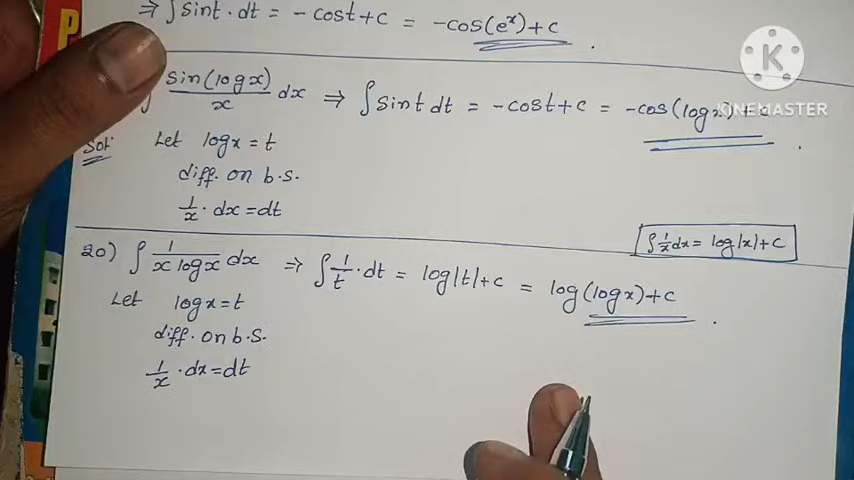 ⇒ ∫sint·dt = -cost+c = -cos(eˣ)+c.
∫ sin(logx)/x dx ⇒ ∫sint dt = -cost+c = -cos(logx)+c.
Sol: Let logx=t
diff. on b.s.
1/x · dx=dt
∫1/x dx = log|x|+c
20) ∫ 1/(x logx) dx ⇒ ∫1/t · dt = log|t|+c = log(logx)+c.
Let logx=t
diff. on b.s.
1/x · dx=dt
K
KINEMASTER